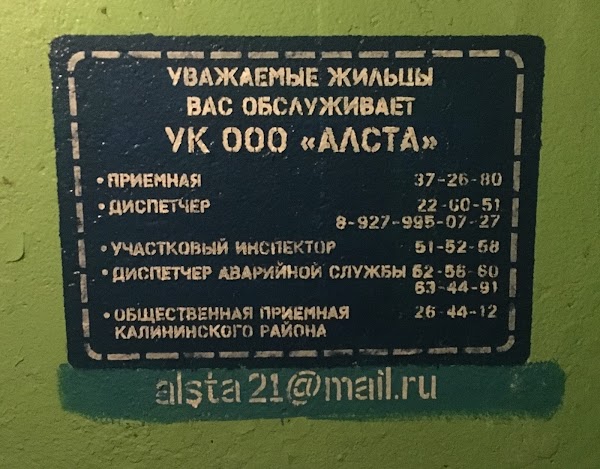 УВАЖАЕМЫЕ ЖИЛЬЦЫ
ВАС ОБСЛУЖИВАЕТ
УК ООО «АЛСТА»
• ПРИЕМНАЯ 37-26-80
• ДИСПЕТЧЕР 22-60-51
8-927-995-07-27
• УЧАСТКОВЫЙ ИНСПЕКТОР 51-52-58
• ДИСПЕТЧЕР АВАРИЙНОЙ СЛУЖБЫ 62-56-60
63-44-91
• ОБЩЕСТВЕННАЯ ПРИЕМНАЯ 26-44-12
КАЛИНИНСКОГО РАЙОНА
alsta21@mail.ru